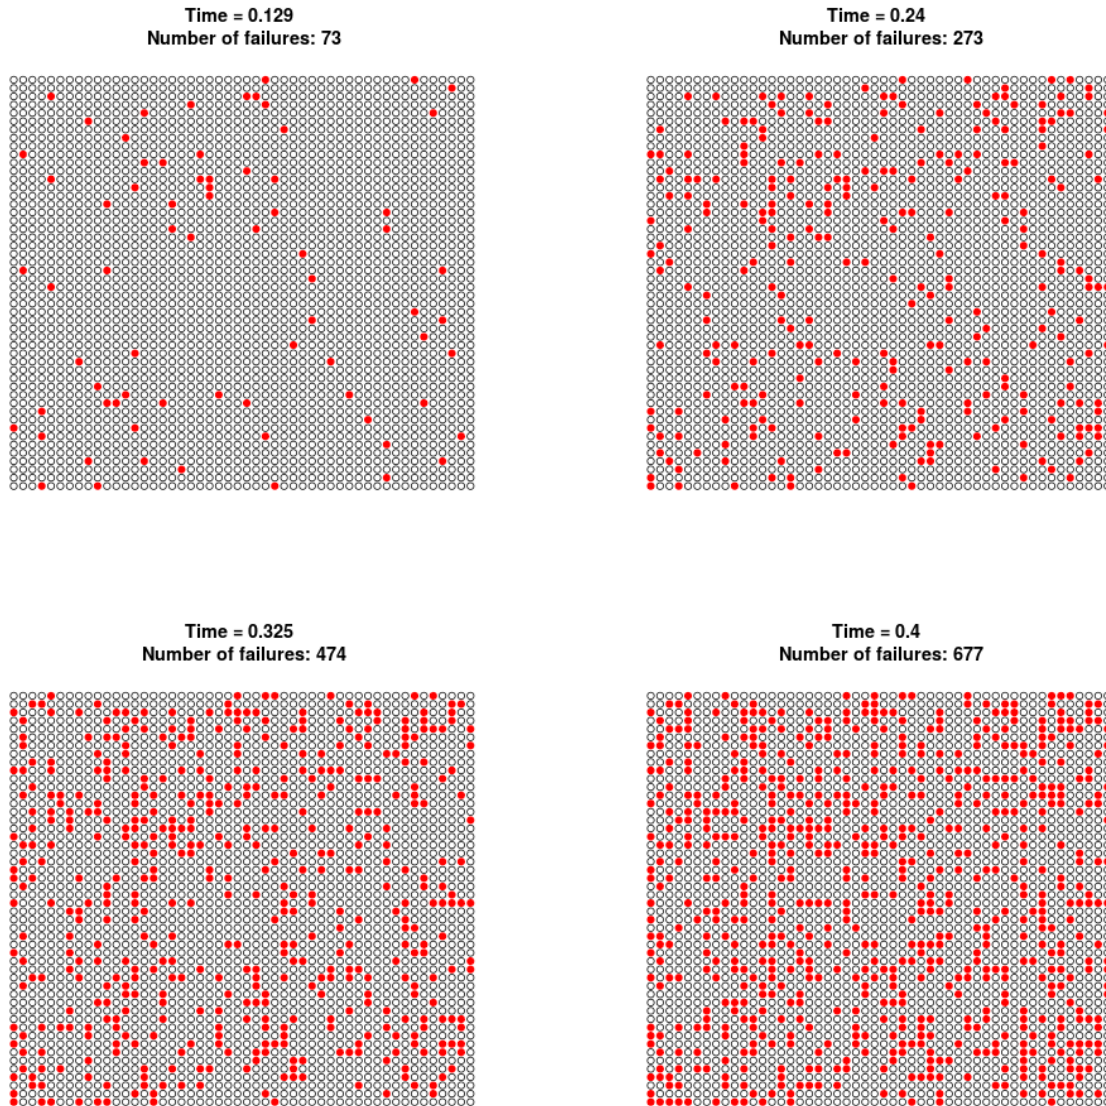 Time = 0.129
Number of failures: 73
Time = 0.24
Number of failures: 273
Time = 0.325
Number of failures: 474
Time = 0.4
Number of failures: 677